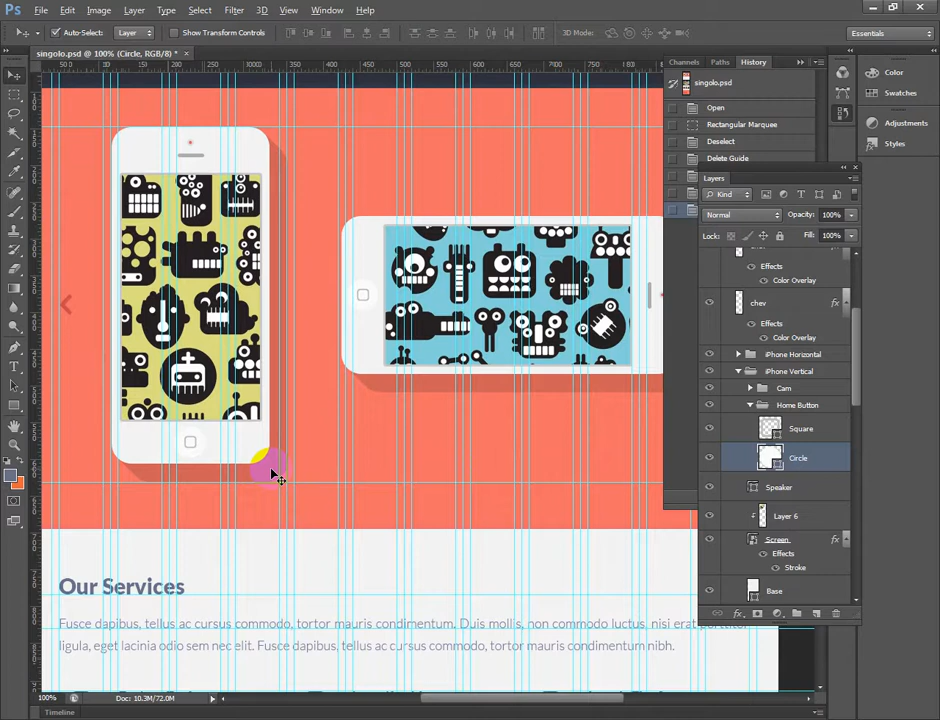 Ps File Edit Image Layer Type Select Filter 3D View Window Help
Auto-Select: Layer Show Transform Controls 3D Mode: Essentials
singolo.psd @ 100% (Circle, RGB/8) *
Channels Paths History
singolo.psd
Open
Rectangular Marquee
Deselect
Delete Guide
Color
Swatches
Adjustments
Styles
Layers
Kind
Normal Opacity: 100%
Lock: Fill: 100%
Effects
Color Overlay
chev fx
Effects
Color Overlay
iPhone Horizontal
iPhone Vertical
Cam
Home Button
Square
Circle
Speaker
Layer 6
Screen fx
Effects
Stroke
Base
Our Services
Fusce dapibus, tellus ac cursus commodo, tortor mauris condimentum. Duis mollis, non commodo luctus, nisi erat porttitor
ligula, eget lacinia odio sem nec elit. Fusce dapibus, tellus ac cursus commodo, tortor mauris condimentum nibh.
100% Doc: 10.3M/72.0M
Timeline